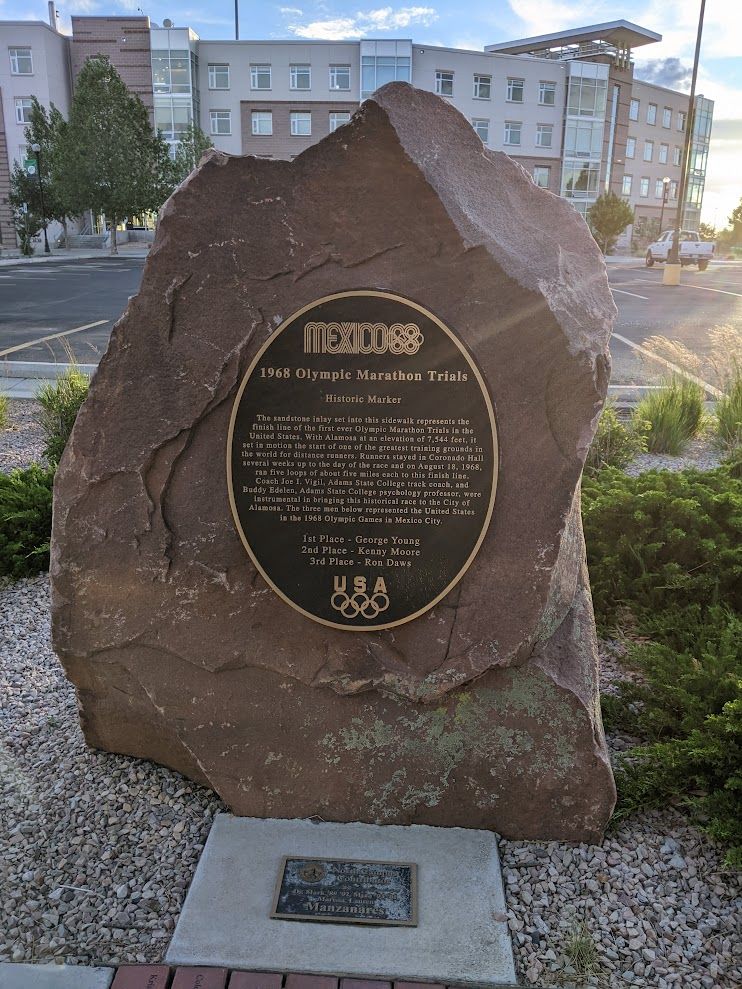 MEXICO68
1968 Olympic Marathon Trials
Historic Marker
The sandstone inlay set into this sidewalk represents the
finish line of the first ever Olympic Marathon Trials in the
United States. With Alamosa at an elevation of 7,544 feet, it
set in motion the start of one of the greatest training grounds in
the world for distance runners. Runners stayed in Coronado Hall
several weeks up to the day of the race and on August 18, 1968,
ran five loops of about five miles each to this finish line.
Coach Joe I. Vigil, Adams State College track coach, and
Buddy Edelen, Adams State College psychology professor, were
instrumental in bringing this historical race to the City of
Alamosa. The three men below represented the United States
in the 1968 Olympic Games in Mexico City.
1st Place - George Young
2nd Place - Kenny Moore
3rd Place - Ron Daws
USA
Manzanares